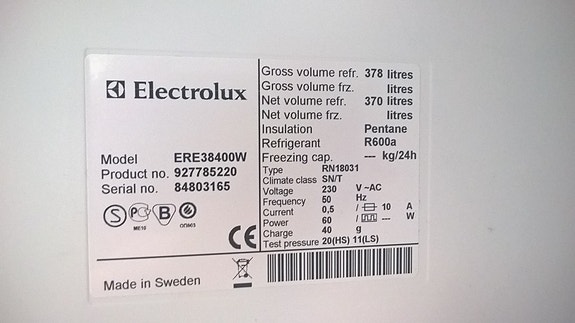 Electrolux
Model ERE38400W
Product no. 927785220
Serial no. 84803165
S PC B
ME10 ОП063
CE
Made in Sweden
Gross volume refr. 378 litres
Gross volume frz. litres
Net volume refr. 370 litres
Net volume frz. litres
Insulation Pentane
Refrigerant R600a
Freezing cap. --- kg/24h
Type RN18031
Climate class SN/T
Voltage 230 V ~AC
Frequency 50 Hz
Current 0,5 / 10 A
Power 60 / --- W
Charge 40 g
Test pressure 20(HS) 11(LS)